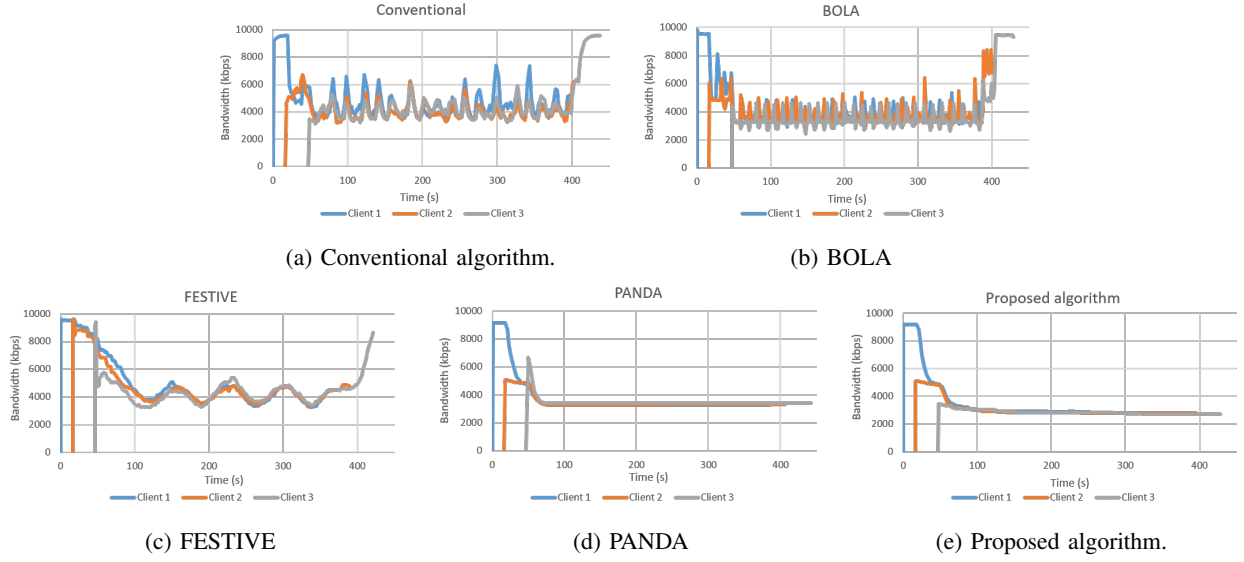 Conventional
Bandwidth (kbps)
10000
8000
6000
4000
2000
0
0 100 200 300 400
Time (s)
Client 1 Client 2 Client 3
(a) Conventional algorithm.
BOLA
Bandwidth (kbps)
10000
8000
6000
4000
2000
0
0 100 200 300 400
Time (s)
Client 1 Client 2 Client 3
(b) BOLA
FESTIVE
Bandwidth (kbps)
10000
8000
6000
4000
2000
0
0 100 200 300 400
Time (s)
Client 1 Client 2 Client 3
(c) FESTIVE
PANDA
Bandwidth (kbps)
10000
8000
6000
4000
2000
0
0 100 200 300 400
Time (s)
Client 1 Client 2 Client 3
(d) PANDA
Proposed algorithm
Bandwidth (kbps)
10000
8000
6000
4000
2000
0
0 100 200 300 400
Time (s)
Client 1 Client 2 Client 3
(e) Proposed algorithm.